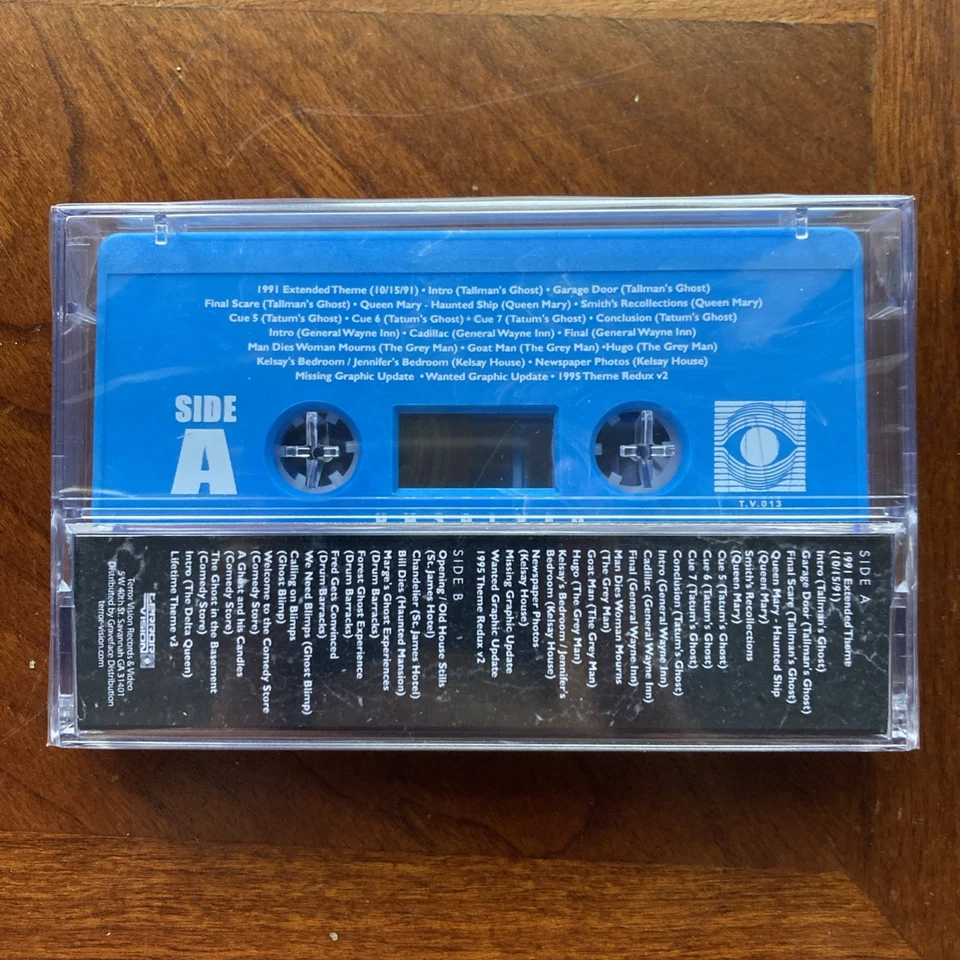 1991 Extended Theme (10/15/91) • Intro (Tallman's Ghost) • Garage Door (Tallman's Ghost)
Final Scare (Tallman's Ghost) • Queen Mary - Haunted Ship (Queen Mary) • Smith's Recollections (Queen Mary)
Cue 5 (Tatum's Ghost) • Cue 6 (Tatum's Ghost) • Cue 7 (Tatum's Ghost) • Conclusion (Tatum's Ghost)
Intro (General Wayne Inn) • Cadillac (General Wayne Inn) • Final (General Wayne Inn)
Man Dies Woman Mourns (The Grey Man) • Goat Man (The Grey Man) •Hugo (The Grey Man)
Kelsay's Bedroom / Jennifer's Bedroom (Kelsay House) • Newspaper Photos (Kelsay House)
Missing Graphic Update • Wanted Graphic Update • 1995 Theme Redux v2
SIDE
A
T.V.013
SIDE A
1991 Extended Theme
(10/15/91)
Intro (Tallman's Ghost)
Garage Door (Tallman's Ghost)
Final Scare (Tallman's Ghost)
Queen Mary - Haunted Ship
(Queen Mary)
Smith's Recollections
(Queen Mary)
Cue 5 (Tatum's Ghost)
Cue 6 (Tatum's Ghost)
Cue 7 (Tatum's Ghost)
Conclusion (Tatum's Ghost)
Intro (General Wayne Inn)
Cadillac (General Wayne Inn)
Final (General Wayne Inn)
Man Dies Woman Mourns
(The Grey Man)
Goat Man (The Grey Man)
Hugo (The Grey Man)
Kelsay's Bedroom / Jennifer's
Bedroom (Kelsay House)
Newspaper Photos
(Kelsay House)
Missing Graphic Update
Wanted Graphic Update
1995 Theme Redux v2
SIDE B
Opening / Old House Stills
(St. James Hotel)
Chandelier (St. James Hotel)
Bill Dies (Haunted Mansion)
Marge's Ghost Experiences
(Drum Barracks)
Forest Ghost Experience
(Drum Barracks)
Fred Gets Convinced
(Drum Barracks)
We Need Blimps (Ghost Blimp)
Calling on Blimps
(Ghost Blimp)
Welcome to the Comedy Store
(Comedy Store)
A Ghost and his Candles
(Comedy Store)
The Ghost in the Basement
(Comedy Store)
Intro (The Delta Queen)
Lifetime Theme v3
TERROR
VISION
Terror Vision Records & Video
5 W 40th St. Savannah GA 31401
Distributed by Graveface Distribution
terror-vision.com